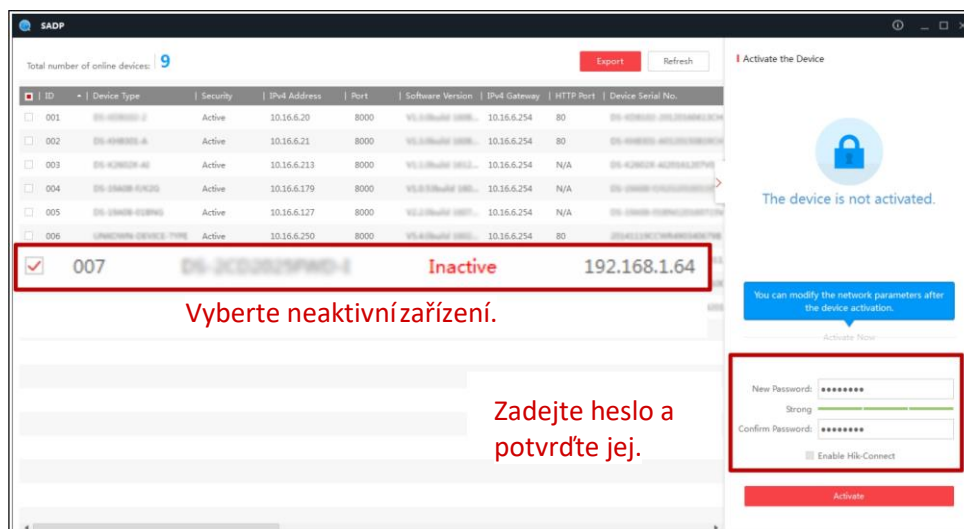 SADP
Total number of online devices: 9
Export
Refresh
ID | Device Type | Security | IPv4 Address | Port | Software Version | IPv4 Gateway | HTTP Port | Device Serial No.
001 Active 10.16.6.20 8000 10.16.6.254 80
002 Active 10.16.6.21 8000 10.16.6.254 80
003 Active 10.16.6.213 8000 10.16.6.254 N/A
004 Active 10.16.6.179 8000 10.16.6.254 N/A
005 Active 10.16.6.127 8000 10.16.6.254 N/A
006 Active 10.16.6.250 8000 10.16.6.254 80
007 Inactive 192.168.1.64
Vyberte neaktivní zařízení.
Zadejte heslo a
potvrďte jej.
Activate the Device
The device is not activated.
You can modify the network parameters after
the device activation.
Activate Now
New Password: ••••••••
Strong
Confirm Password: ••••••••
Enable Hik-Connect
Activate